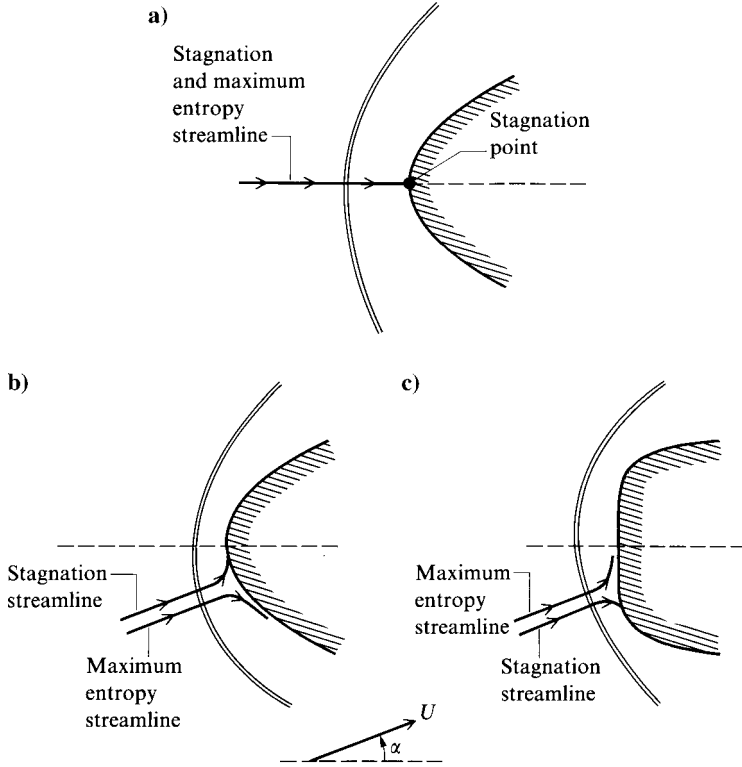 a)
Stagnation
and maximum
entropy
streamline
Stagnation
point
b)
Stagnation
streamline
Maximum
entropy
streamline
c)
Maximum
entropy
streamline
Stagnation
streamline
U
α